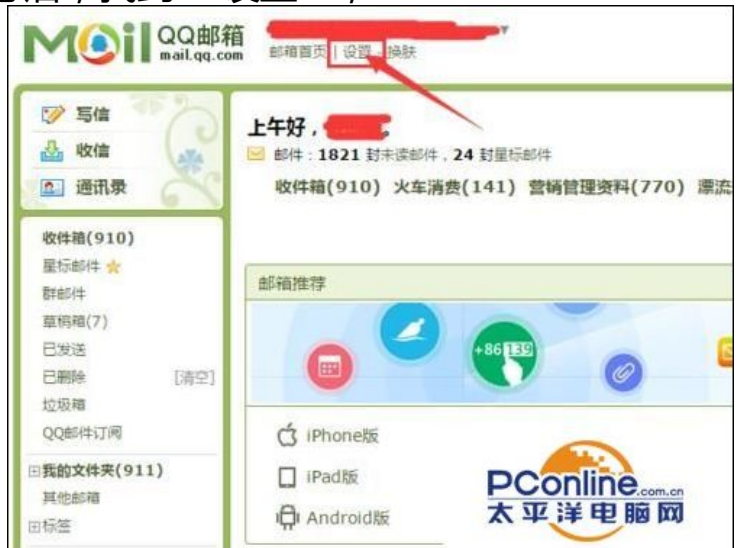 Mail QQ邮箱
mail.qq.com
邮箱首页 | 设置 - 换肤
写信
收信
通讯录
上午好，
邮件：1821 封未读邮件，24 封星标邮件
收件箱(910) 火车消费(141) 营销管理资料(770) 漂流
收件箱(910)
星标邮件
群邮件
草稿箱(7)
已发送
已删除 [清空]
垃圾箱
QQ邮件订阅
我的文件夹(911)
其他邮箱
标签
邮箱推荐
+86 139
iPhone版
iPad版
Android版
PConline.com.cn
太平洋电脑网